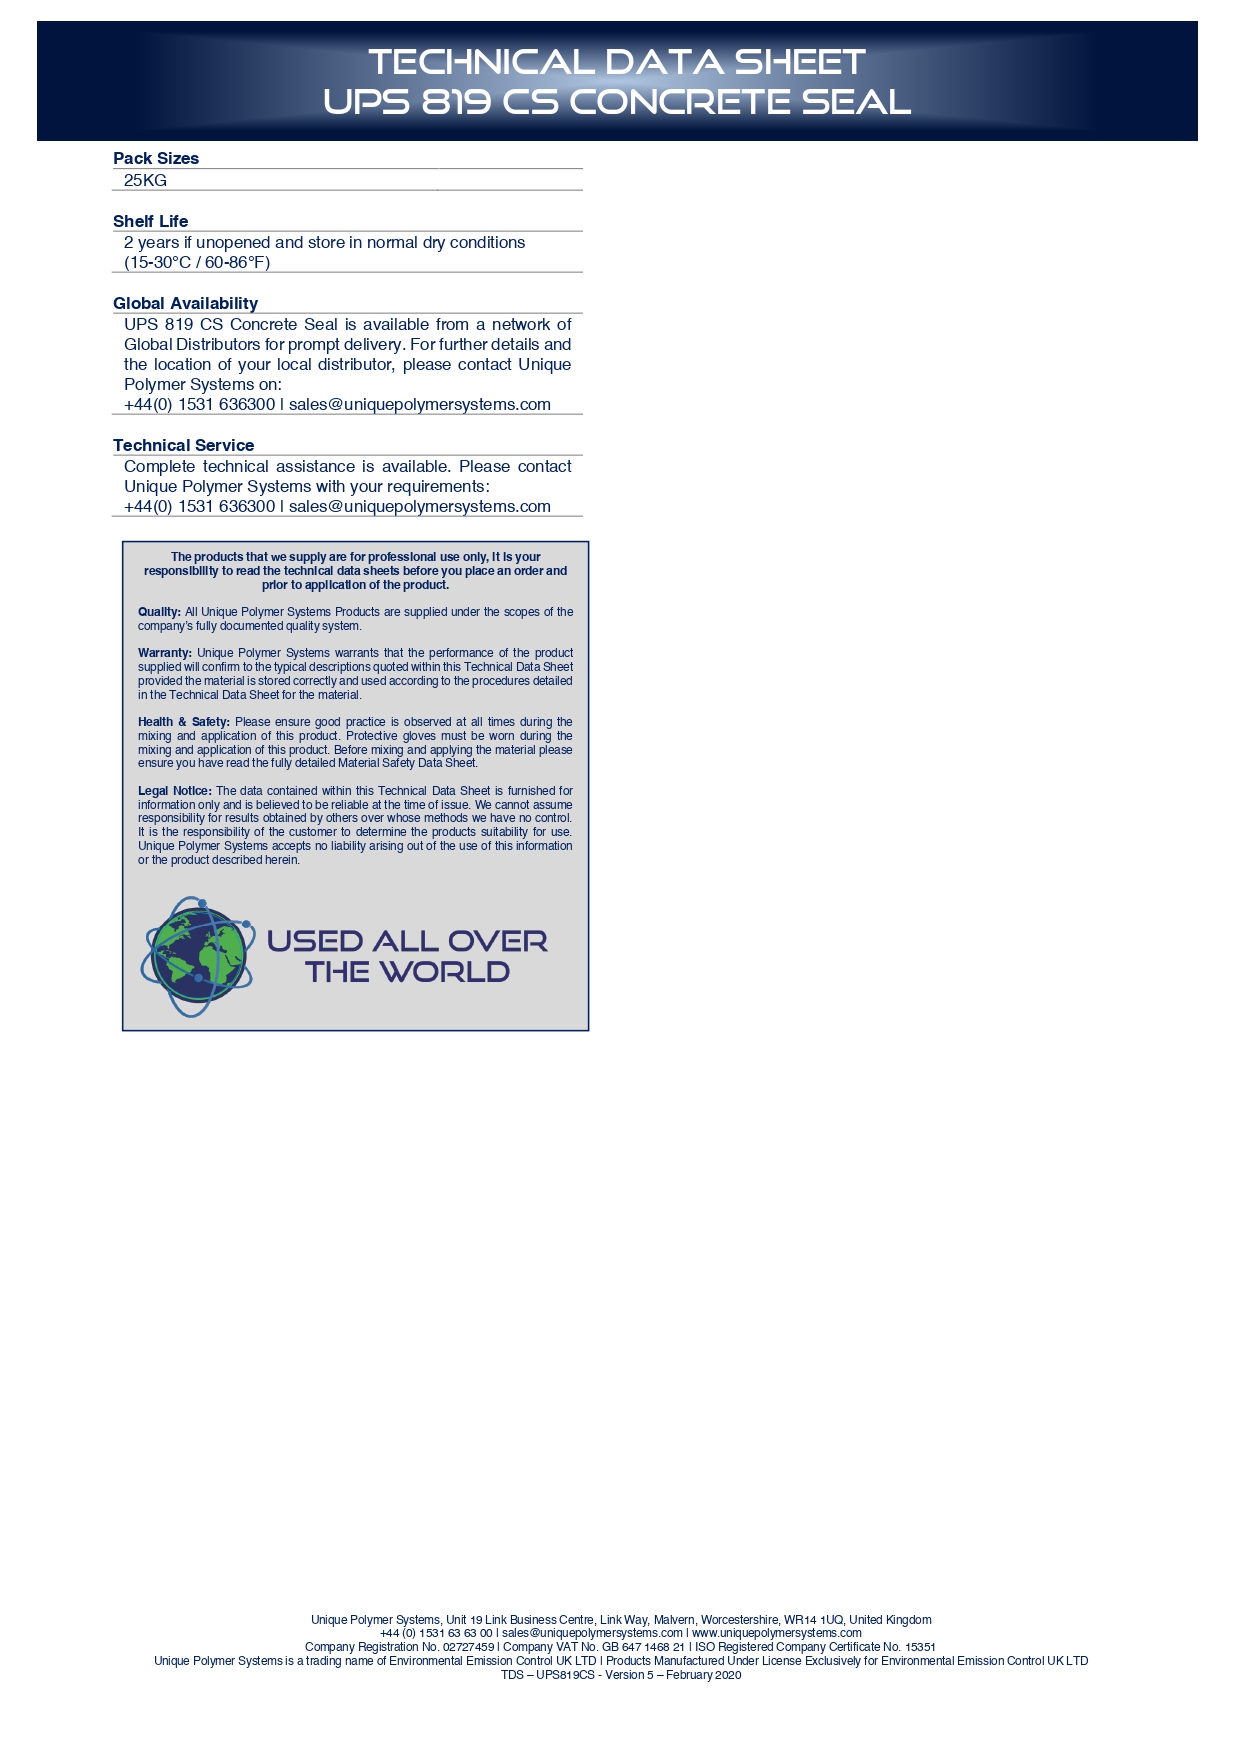 TECHNICAL DATA SHEET
UPS 819 CS CONCRETE SEAL
Pack Sizes
25KG
Shelf Life
2 years if unopened and store in normal dry conditions
(15-30°C / 60-86°F)
Global Availability
UPS 819 CS Concrete Seal is available from a network of
Global Distributors for prompt delivery. For further details and
the location of your local distributor, please contact Unique
Polymer Systems on:
+44(0) 1531 636300 | sales@uniquepolymersystems.com
Technical Service
Complete technical assistance is available. Please contact
Unique Polymer Systems with your requirements:
+44(0) 1531 636300 | sales@uniquepolymersystems.com
The products that we supply are for professional use only, it is your
responsibility to read the technical data sheets before you place an order and
prior to application of the product.
Quality: All Unique Polymer Systems Products are supplied under the scopes of the
company's fully documented quality system.
Warranty: Unique Polymer Systems warrants that the performance of the product
supplied will confirm to the typical descriptions quoted within this Technical Data Sheet
provided the material is stored correctly and used according to the procedures detailed
in the Technical Data Sheet for the material.
Health & Safety: Please ensure good practice is observed at all times during the
mixing and application of this product. Protective gloves must be worn during the
mixing and application of this product. Before mixing and applying the material please
ensure you have read the fully detailed Material Safety Data Sheet.
Legal Notice: The data contained within this Technical Data Sheet is furnished for
information only and is believed to be reliable at the time of issue. We cannot assume
responsibility for results obtained by others over whose methods we have no control.
It is the responsibility of the customer to determine the products suitability for use.
Unique Polymer Systems accepts no liability arising out of the use of this information
or the product described herein.
USED ALL OVER
THE WORLD
Unique Polymer Systems, Unit 19 Link Business Centre, Link Way, Malvern, Worcestershire, WR14 1UQ, United Kingdom
+44 (0) 1531 63 63 00 | sales@uniquepolymersystems.com | www.uniquepolymersystems.com
Company Registration No. 02727459 | Company VAT No. GB 647 1468 21 | ISO Registered Company Certificate No. 15351
Unique Polymer Systems is a trading name of Environmental Emission Control UK LTD | Products Manufactured Under License Exclusively for Environmental Emission Control UK LTD
TDS – UPS819CS - Version 5 – February 2020